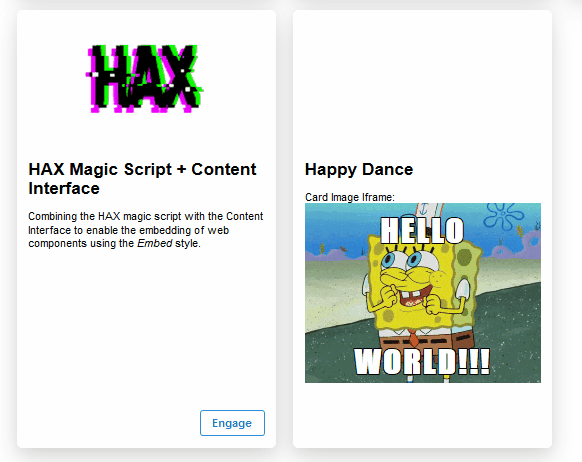 HAX
HAX Magic Script + Content
Interface
Combining the HAX magic script with the Content
Interface to enable the embedding of web
components using the Embed style.
Engage
Happy Dance
Card Image Iframe:
HELLO
WORLD!!!